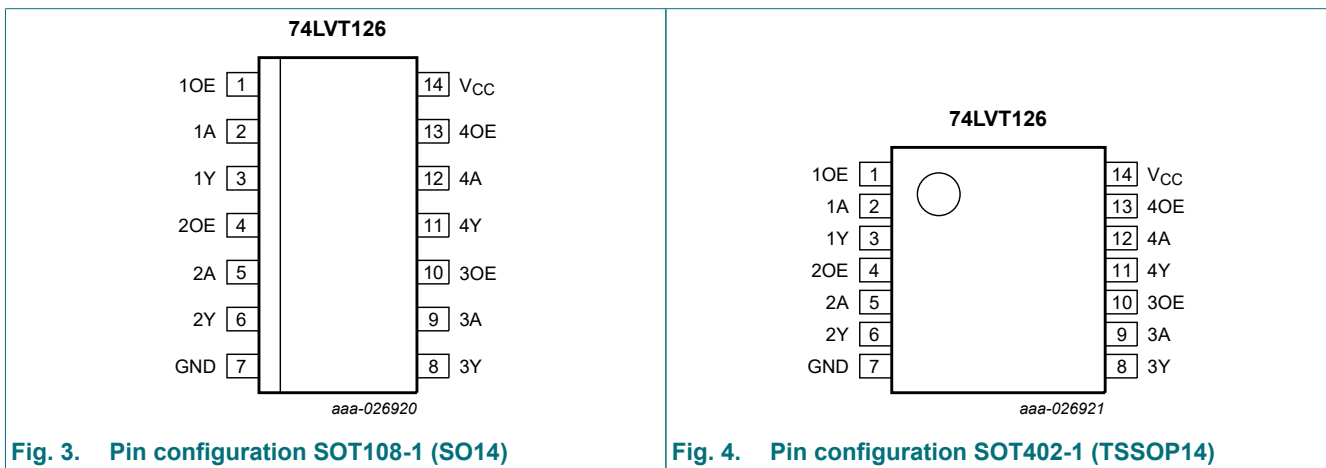 74LVT126
1OE 1 14 VCC
1A 2 13 4OE
1Y 3 12 4A
2OE 4 11 4Y
2A 5 10 3OE
2Y 6 9 3A
GND 7 8 3Y
aaa-026920
Fig. 3. Pin configuration SOT108-1 (SO14)
74LVT126
1OE 1 14 VCC
1A 2 13 4OE
1Y 3 12 4A
2OE 4 11 4Y
2A 5 10 3OE
2Y 6 9 3A
GND 7 8 3Y
aaa-026921
Fig. 4. Pin configuration SOT402-1 (TSSOP14)